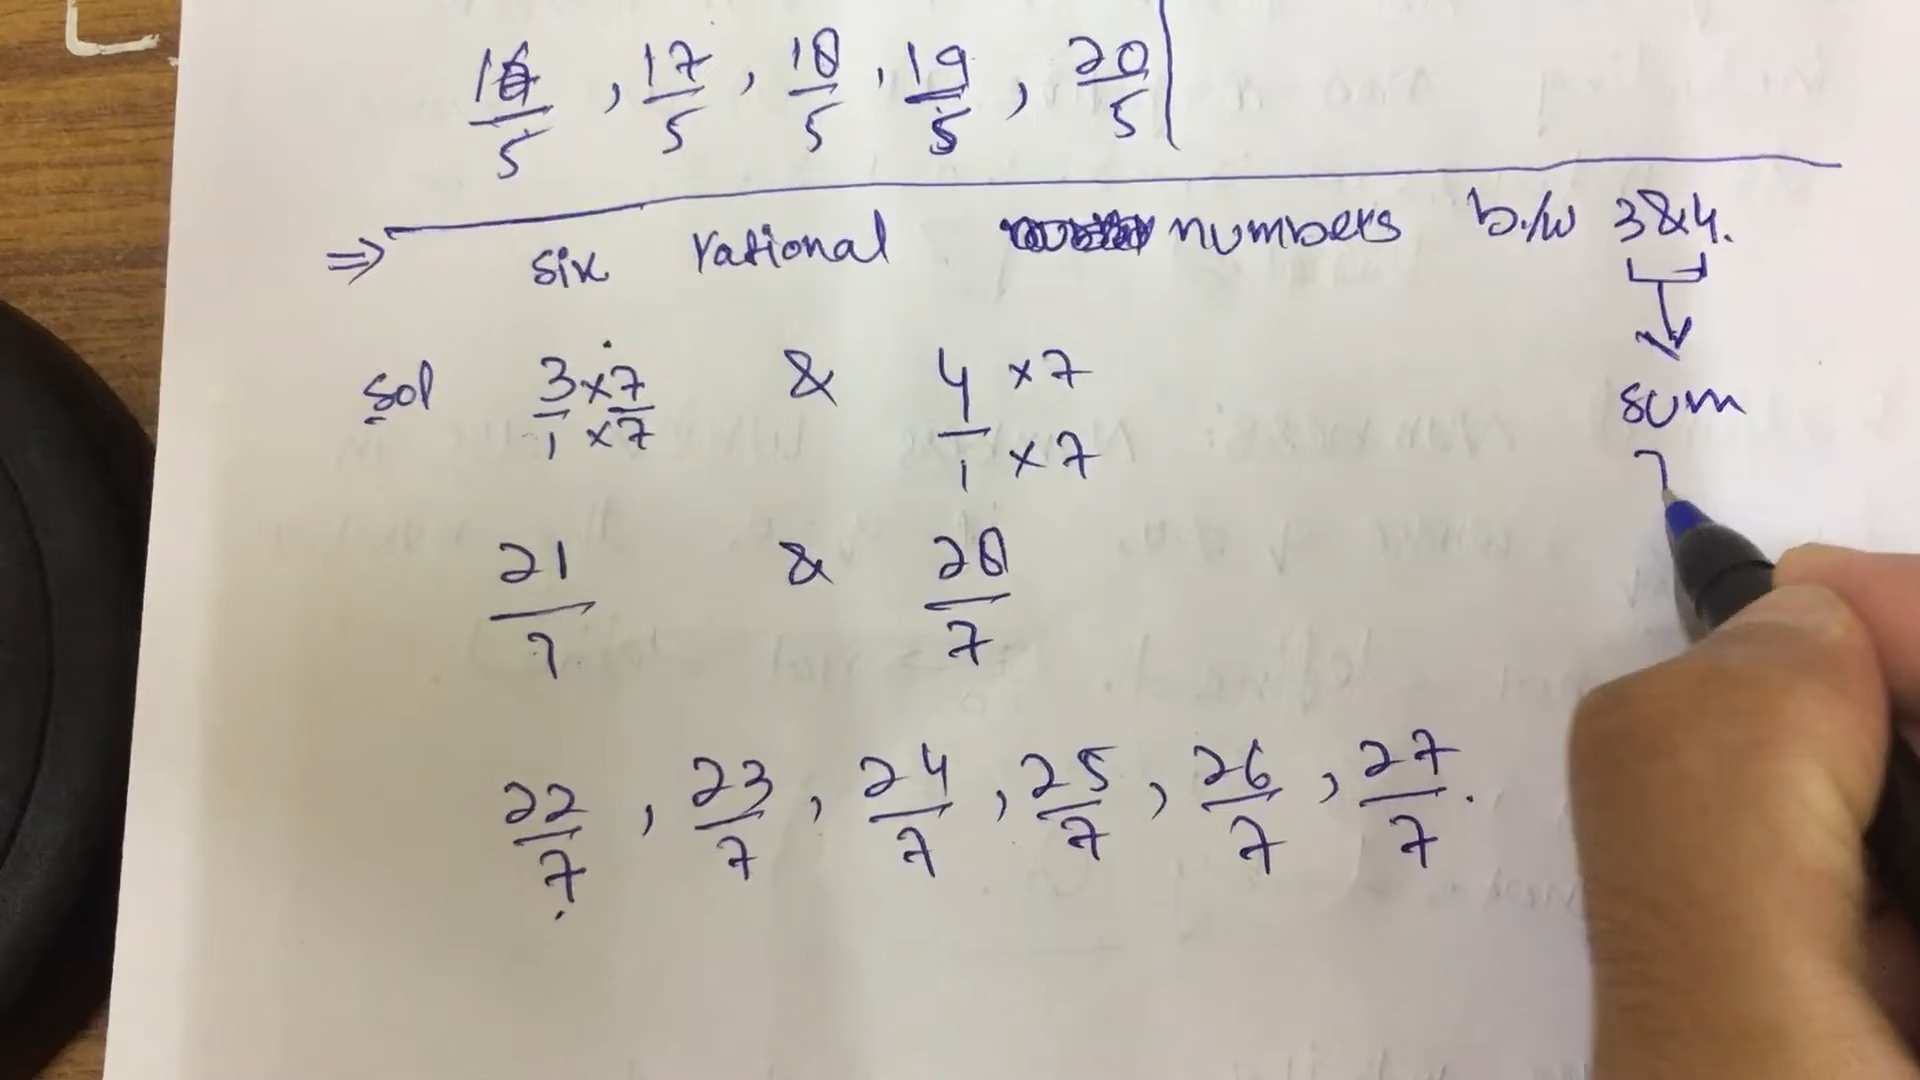 16/5 , 17/5 , 18/5 , 19/5 , 20/5
⇒ six rational numbers b/w 3 & 4.
sum
7
sol 3/1 × 7/× 7 & 4/1 × 7/× 7
21/7 & 28/7
22/7 , 23/7 , 24/7 , 25/7 , 26/7 , 27/7 .